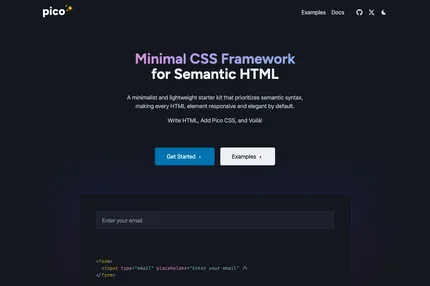 pico
Examples Docs
Minimal CSS Framework
for Semantic HTML
A minimalist and lightweight starter kit that prioritizes semantic syntax,
making every HTML element responsive and elegant by default.
Write HTML, Add Pico CSS, and Voilà!
Get Started ›
Examples ›
Enter your email
<form>
<input type="email" placeholder="Enter your email" />
</form>